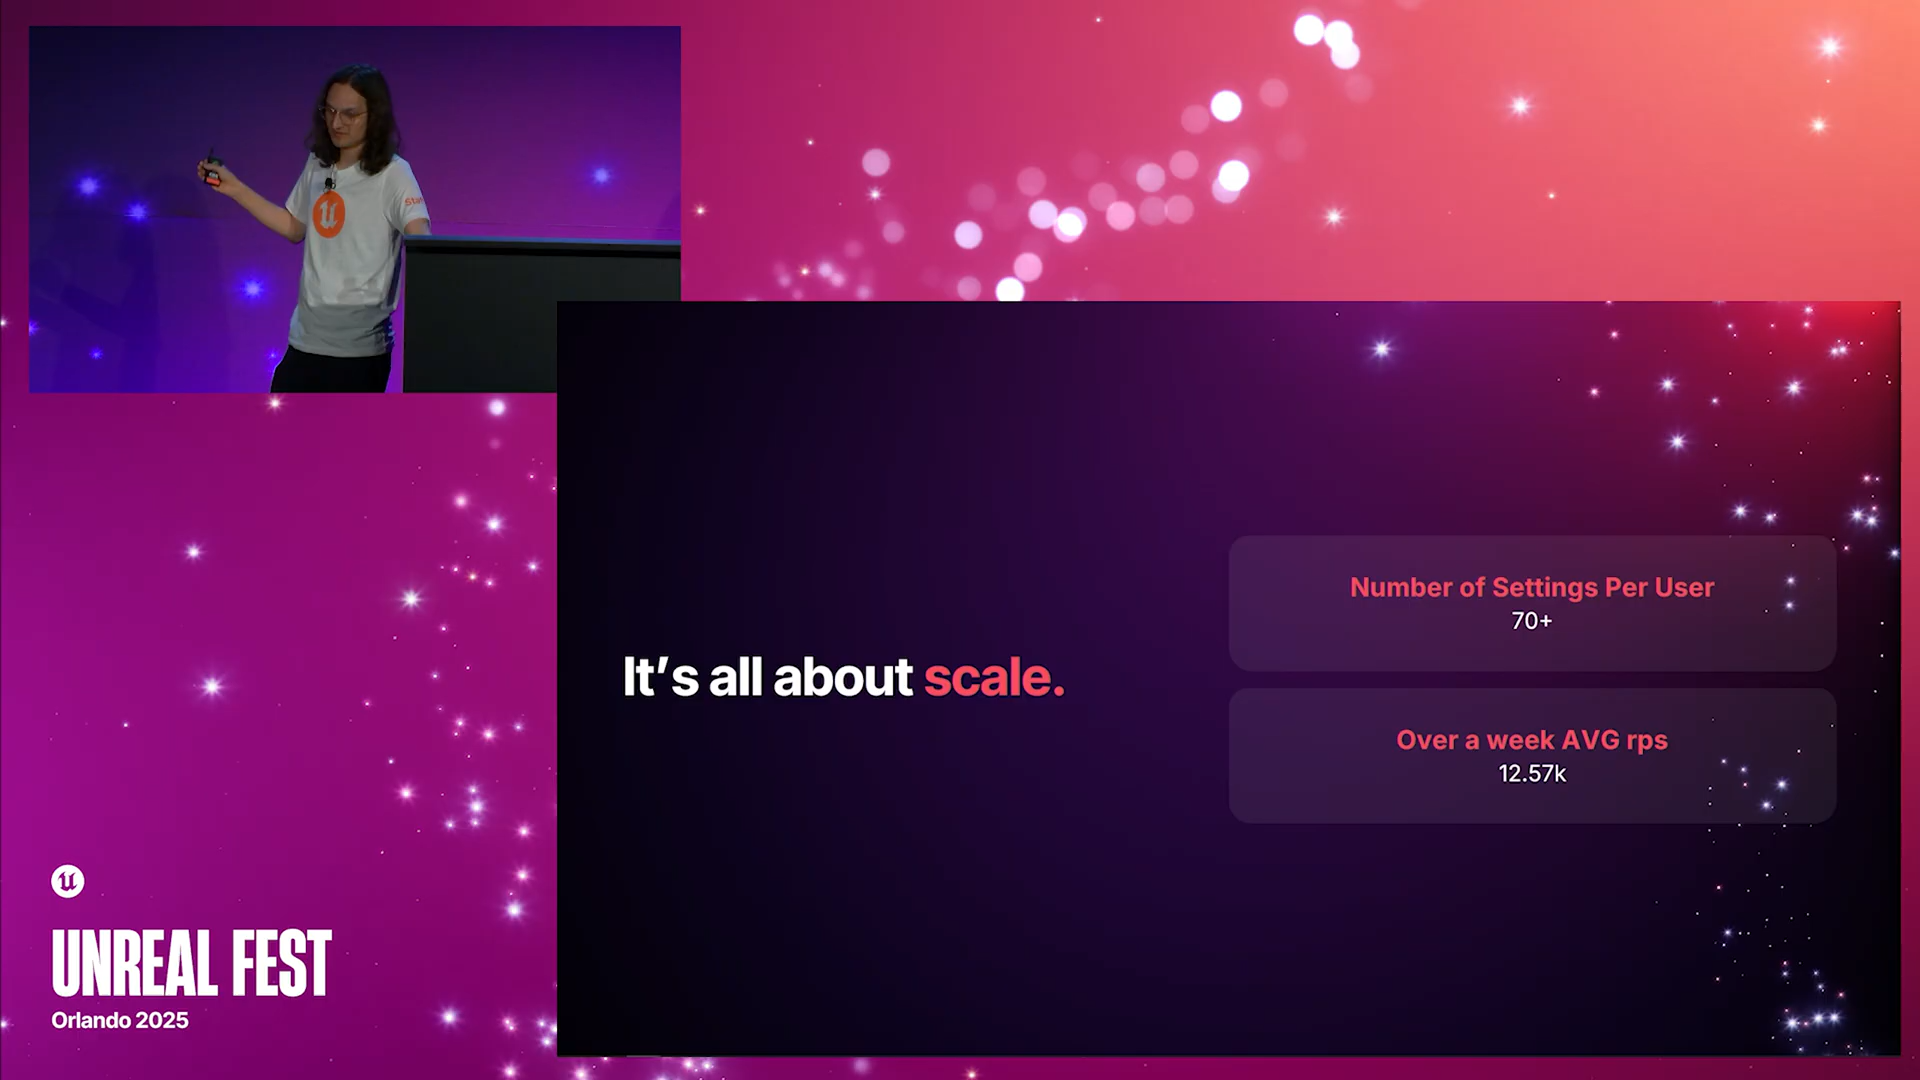 It's all about scale.
Number of Settings Per User
70+
Over a week AVG rps
12.57k
UNREAL FEST
Orlando 2025